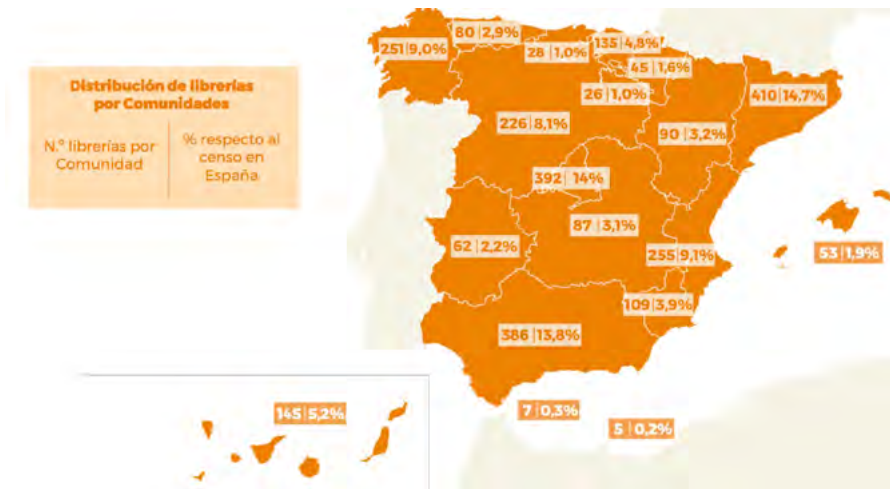 Distribución de librerías
por Comunidades
N.º librerías por
Comunidad
% respecto al
censo en
España
251|9,0%
80|2,9%
28|1,0%
135|4,8%
45|1,6%
26|1,0%
410|14,7%
226|8,1%
90|3,2%
392|14%
87|3,1%
62|2,2%
255|9,1%
53|1,9%
109|3,9%
386|13,8%
145|5,2%
7|0,3%
5|0,2%